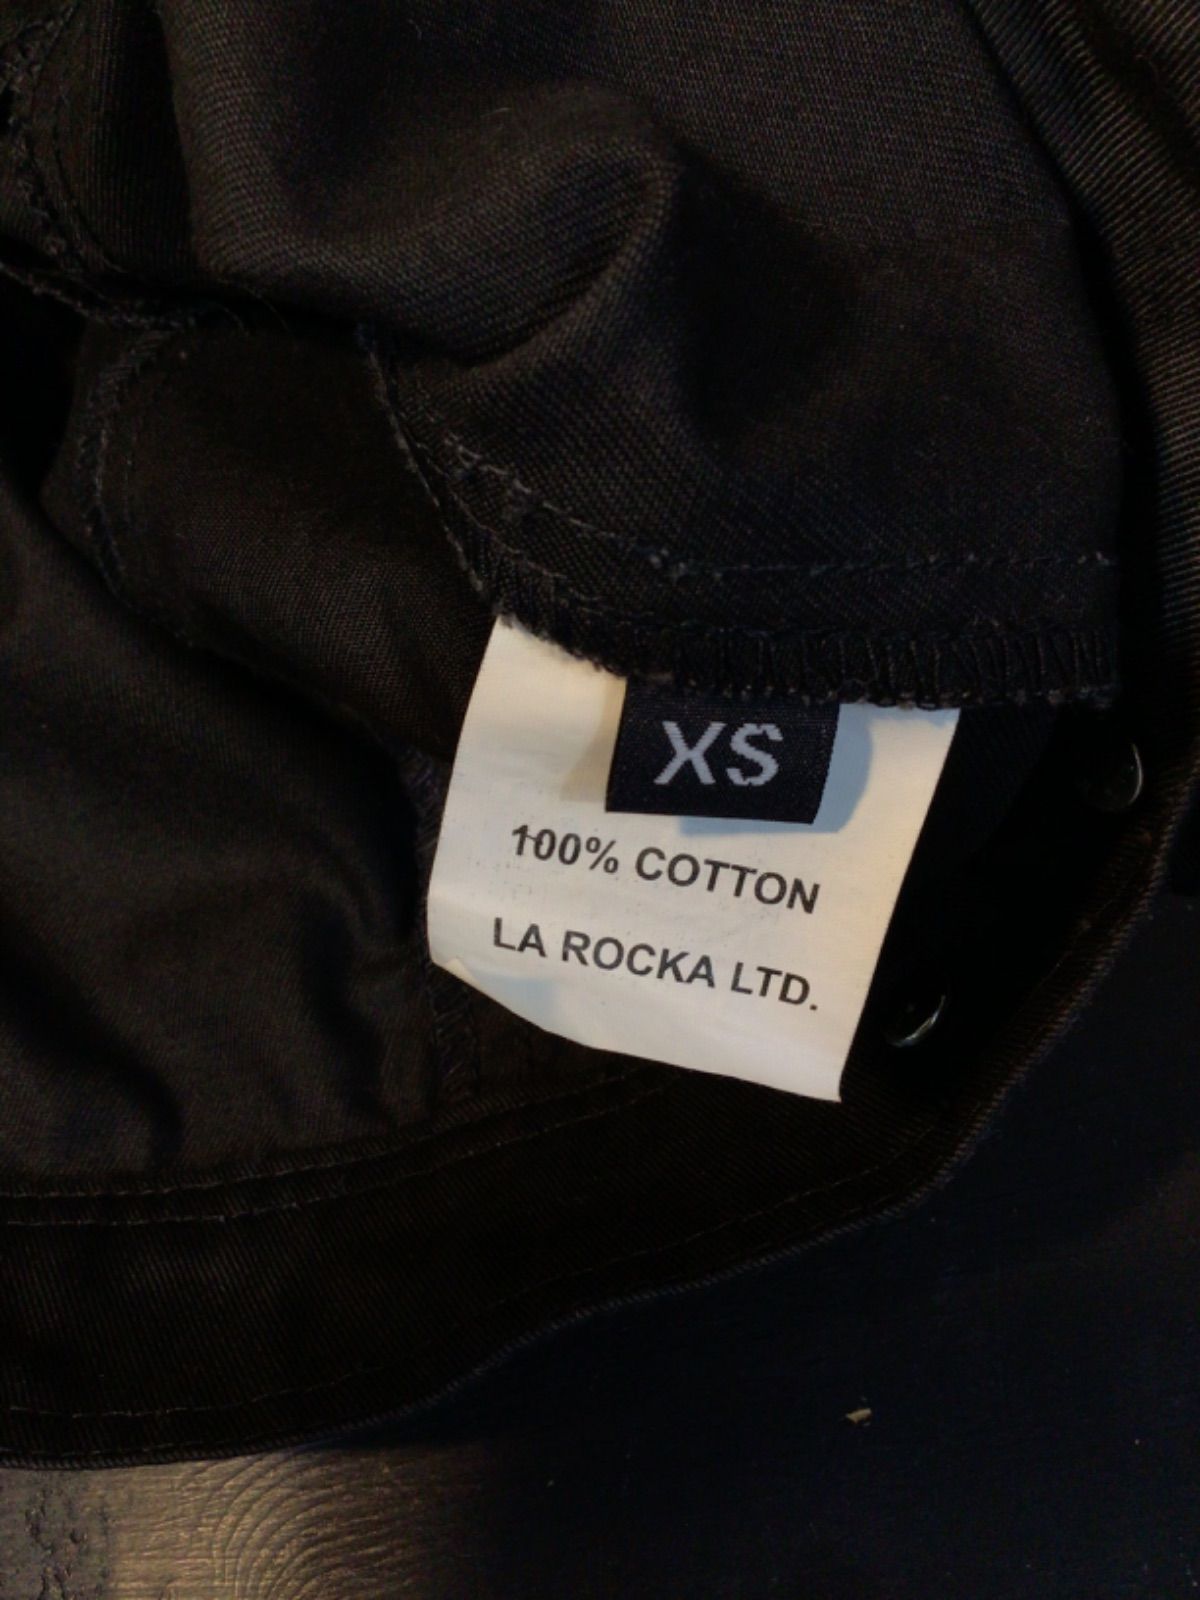 XS
100% COTTON
LA ROCKA LTD.